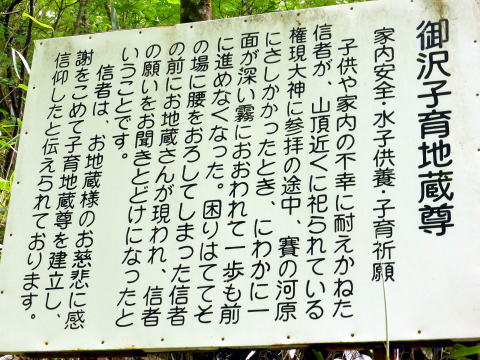 御沢子育地蔵尊
家内安全・水子供養・子育祈願
子供や家内の不幸に耐えかねた
信者が、山頂近くに祀られている
権現大神に参拝の途中、賽の河原
にさしかかったとき、にわかに一
面が深い霧におおわれて一歩も前
に進めなくなった。困りはててそ
の場に腰をおろしてしまった信者
の前にお地蔵さんが現われ、信者
の願いをお聞きとどけになったと
いうことです。
信者は、お地蔵様のお慈悲に感
謝をこめて子育地蔵尊を建立し、
信仰したと伝えられております。